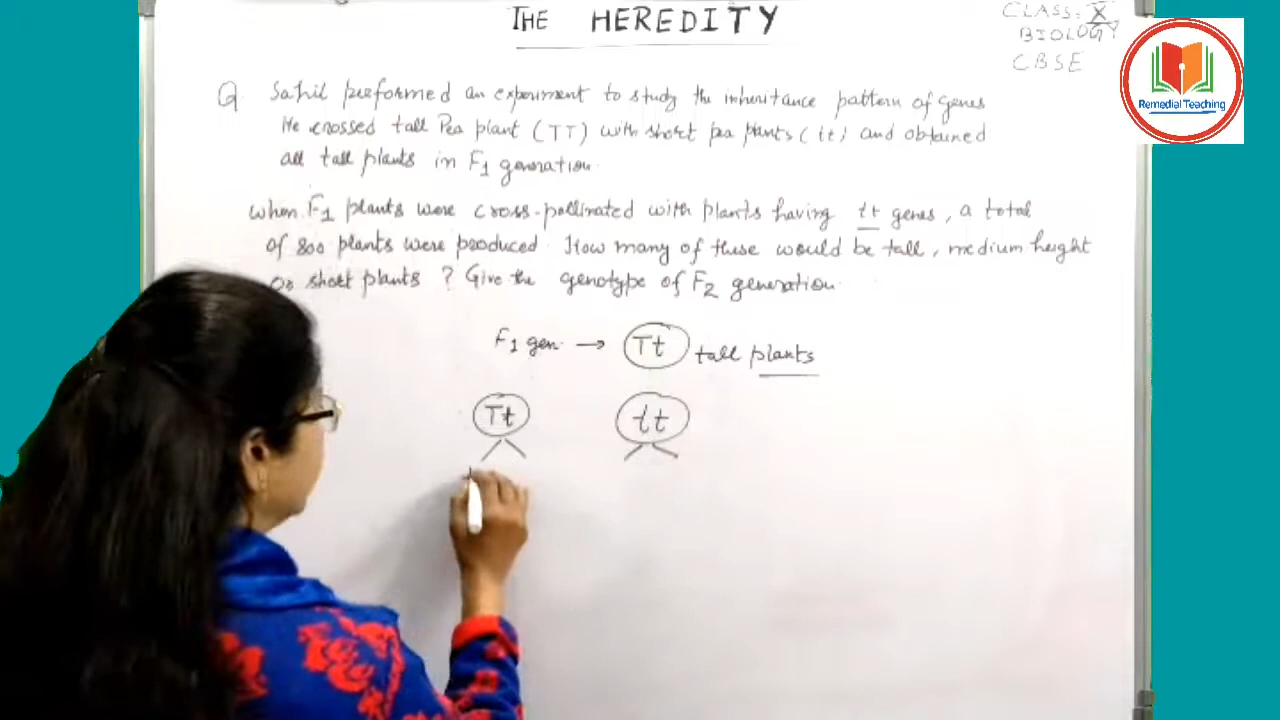 THE HEREDITY
CLASS: X
BIOLOGY
CBSE
Remedial Teaching
Q Sahil performed an experiment to study the inheritance pattern of genes
He crossed tall Pea plant (TT) with short pea plants (tt) and obtained
all tall plants in F1 generation.
When F1 plants were cross-pollinated with plants having tt genes, a total
of 800 plants were produced. How many of these would be tall, medium height
or short plants ? Give the genotype of F2 generation.
F1 gen. → Tt tall plants
Tt tt